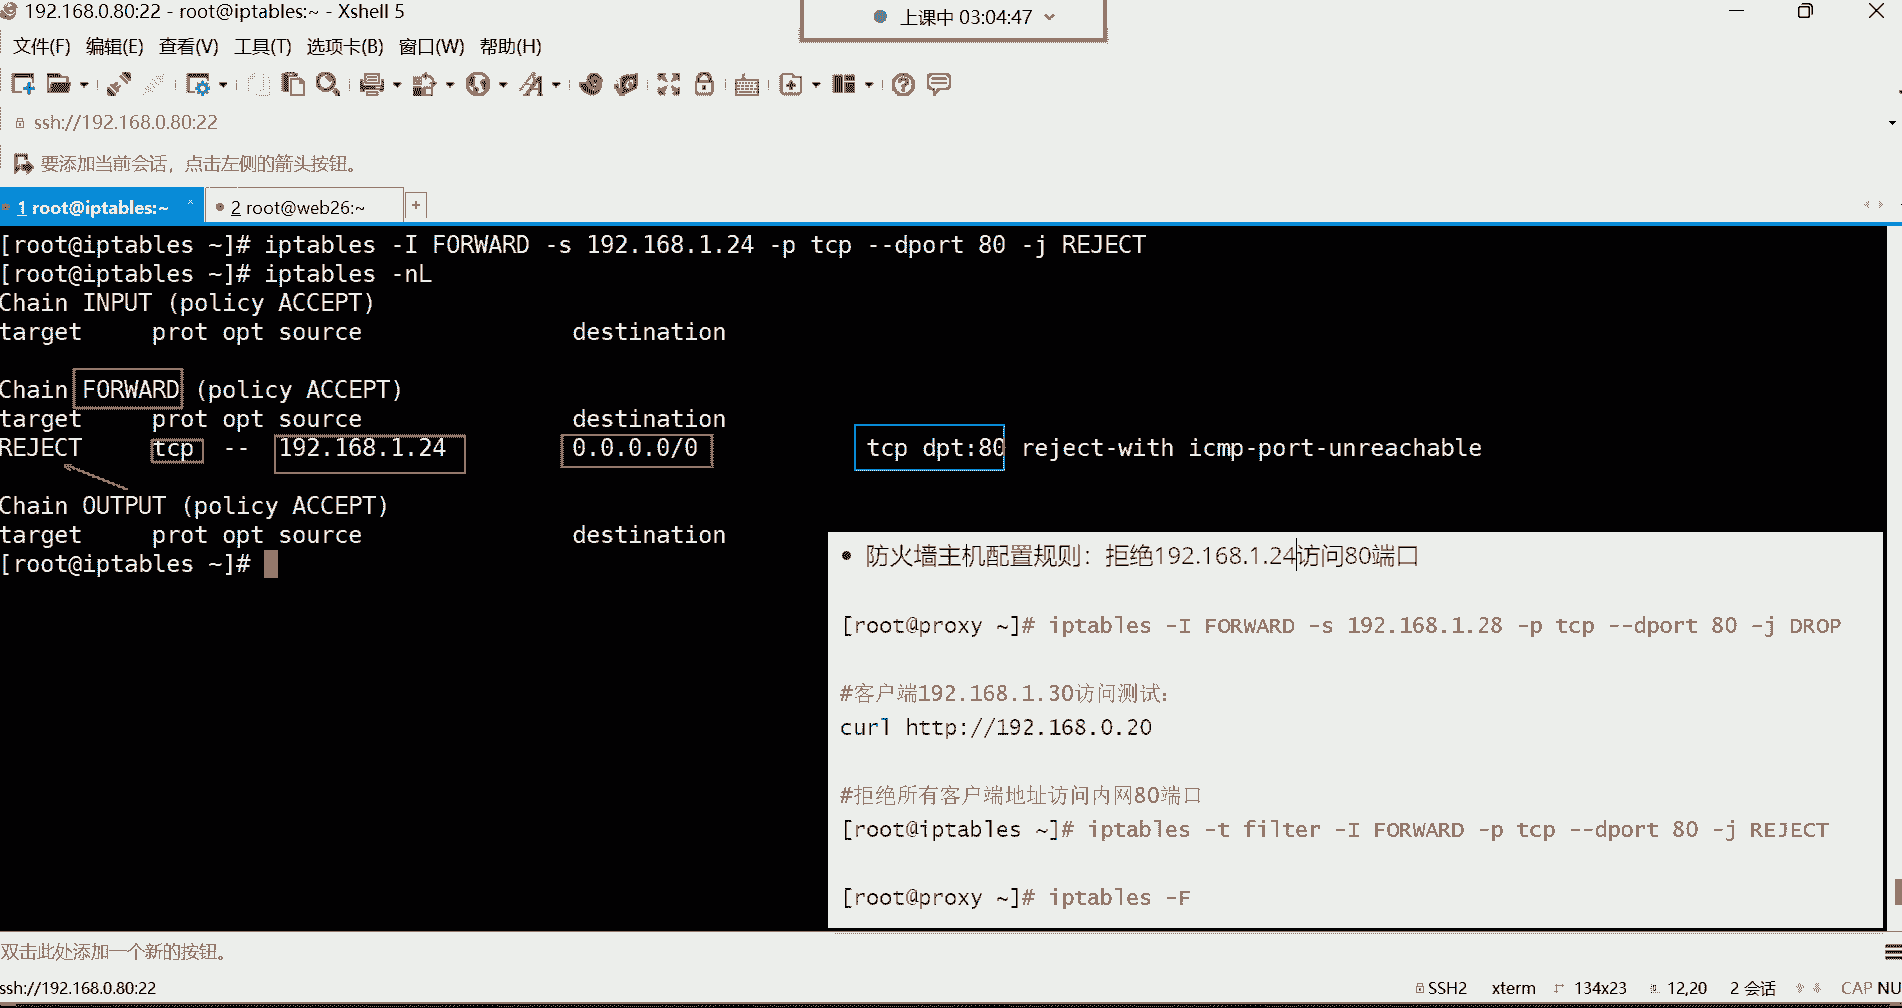 192.168.0.80:22 - root@iptables:~ - Xshell 5
上课中 03:04:47
文件(F) 编辑(E) 查看(V) 工具(T) 选项卡(B) 窗口(W) 帮助(H)
ssh://192.168.0.80:22
要添加当前会话，点击左侧的箭头按钮。
1 root@iptables:~ × 2 root@web26:~ +
[root@iptables ~]# iptables -I FORWARD -s 192.168.1.24 -p tcp --dport 80 -j REJECT
[root@iptables ~]# iptables -nL
Chain INPUT (policy ACCEPT)
target prot opt source destination
Chain FORWARD (policy ACCEPT)
target prot opt source destination
REJECT tcp -- 192.168.1.24 0.0.0.0/0 tcp dpt:80 reject-with icmp-port-unreachable
Chain OUTPUT (policy ACCEPT)
target prot opt source destination
[root@iptables ~]#
• 防火墙主机配置规则：拒绝192.168.1.24访问80端口
[root@proxy ~]# iptables -I FORWARD -s 192.168.1.28 -p tcp --dport 80 -j DROP
#客户端192.168.1.30访问测试：
curl http://192.168.0.20
#拒绝所有客户端地址访问内网80端口
[root@iptables ~]# iptables -t filter -I FORWARD -p tcp --dport 80 -j REJECT
[root@proxy ~]# iptables -F
双击此处添加一个新的按钮。
ssh://192.168.0.80:22 SSH2 xterm 134x23 12,20 2 会话 CAP NU